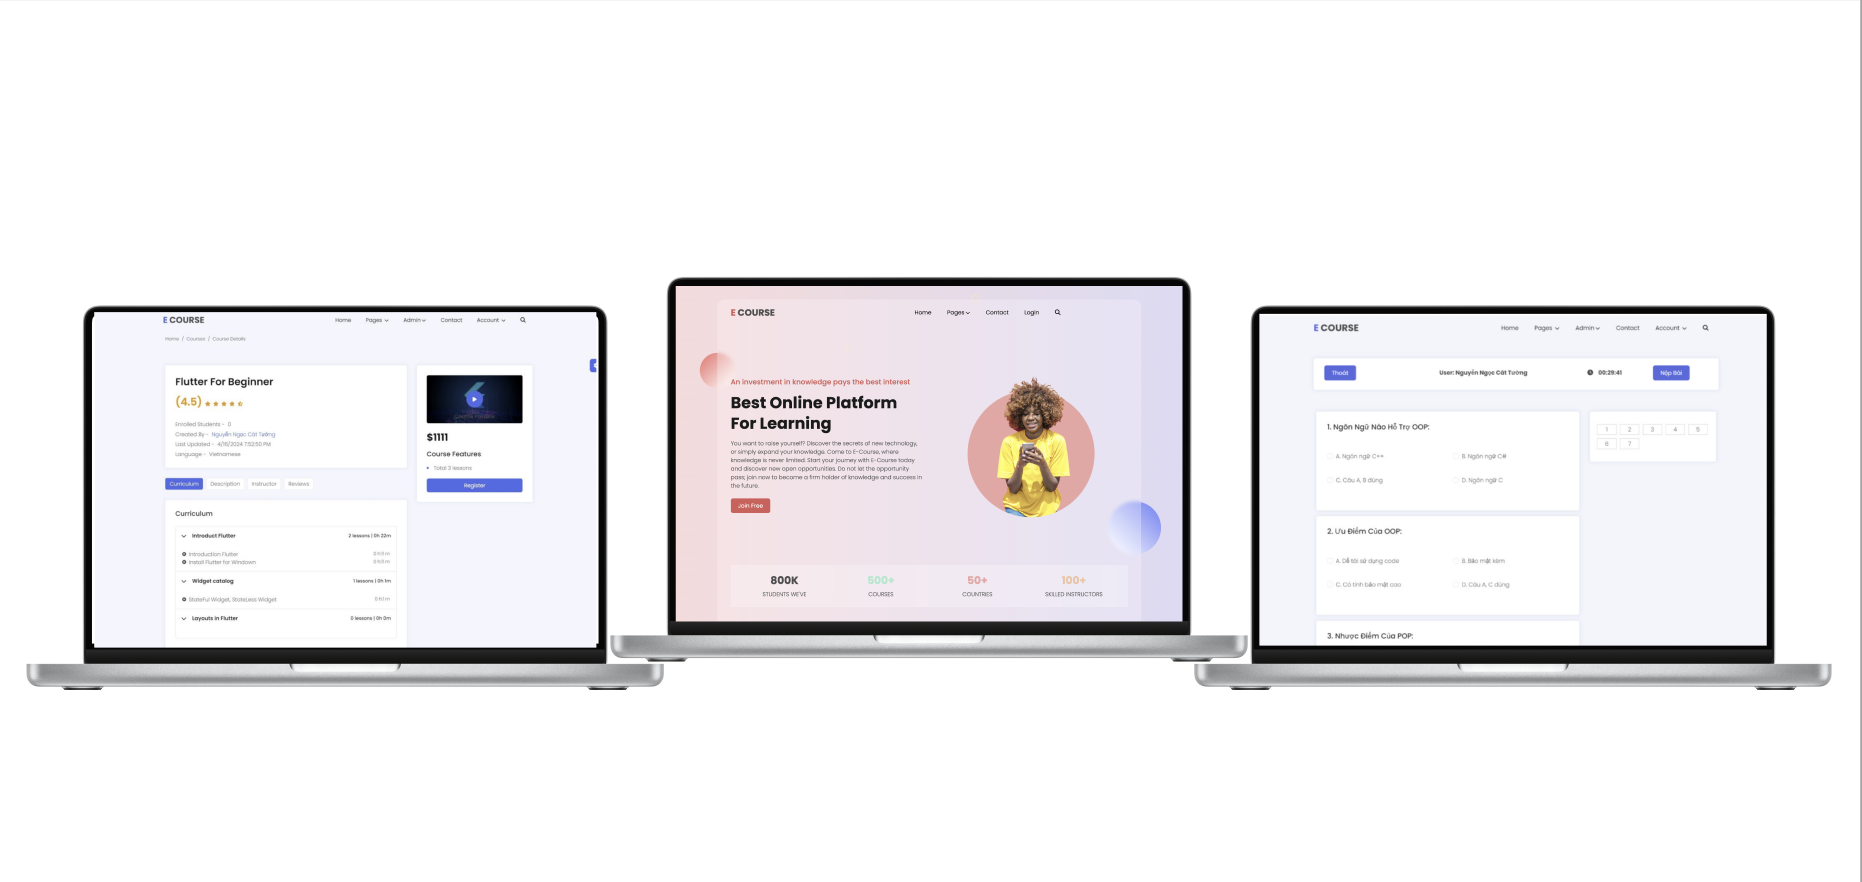 E COURSE
Home Pages Admin Contact Account
Home / Courses / Course Details
Flutter For Beginner
(4.5)
Enrolled Students - 0
Created By - Nguyễn Ngọc Cát Tường
Last Updated - 4/16/2024 7:52:50 PM
Language - Vietnamese
$1111
Course Features
Total 3 lessons
Register
Curriculum Description Instructor Reviews
Curriculum
Introduct Flutter 2 lessons | 0h 22m
Introduction Flutter
Install Flutter for Windown
Widget catalog 1 lessons | 0h 1m
StateFul Widget, StateLess Widget
Layouts in Flutter 0 lessons | 0h 0m
E COURSE
Home Pages Contact Login
An investment in knowledge pays the best interest
Best Online Platform
For Learning
You want to raise yourself? Discover the secrets of new technology,
or simply expand your knowledge. Come to E-Course, where
knowledge is never limited. Start your journey with E-Course today
and discover new open opportunities. Do not let the opportunity
pass; join now to become a firm holder of knowledge and success in
the future.
Join Free
800K 500+ 50+ 100+
STUDENTS WE'VE COURSES COUNTRIES SKILLED INSTRUCTORS
E COURSE
Home Pages Admin Contact Account
Thoát User: Nguyễn Ngọc Cát Tường 00:29:41 Nộp Bài
1. Ngôn Ngữ Nào Hỗ Trợ OOP:
A. Ngôn ngữ C++ B. Ngôn ngữ C#
C. Câu A, B đúng D. Ngôn ngữ C
1 2 3 4 5
6 7
2. Ưu Điểm Của OOP:
A. Dễ tái sử dụng code B. Bảo mật kém
C. Có tính bảo mật cao D. Câu A, C đúng
3. Nhược Điểm Của POP: